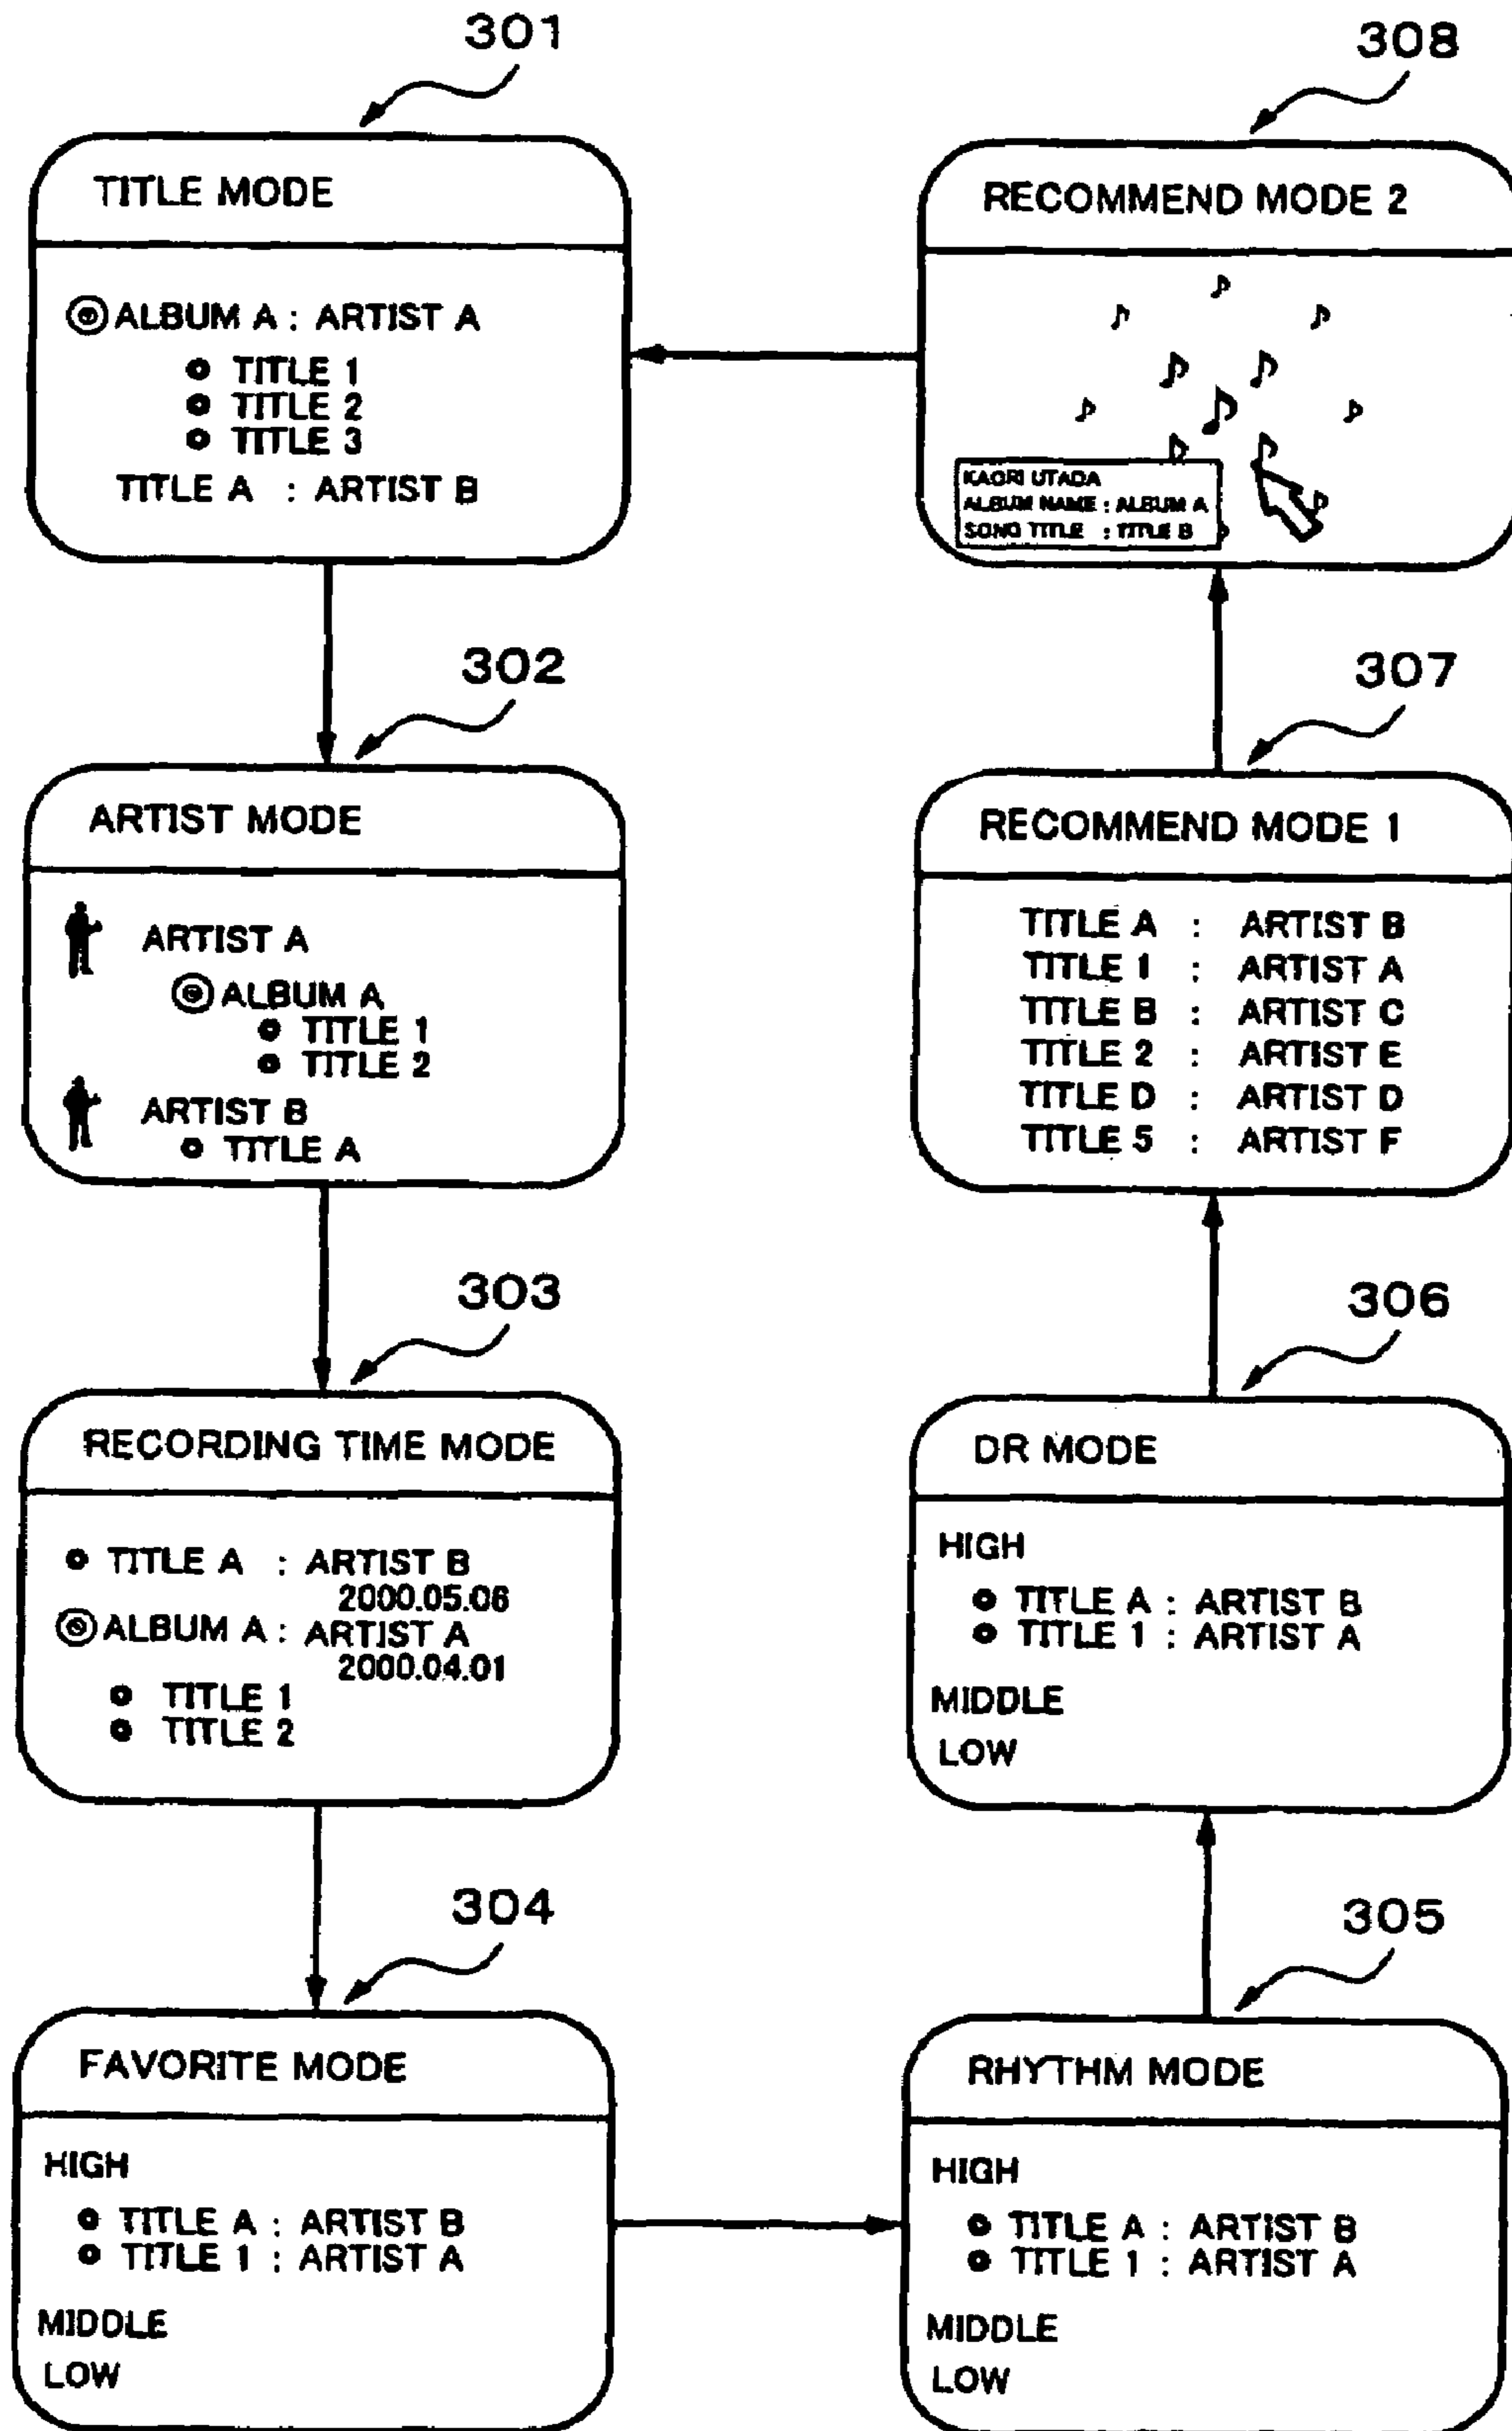 301
TITLE MODE
ALBUM A : ARTIST A
TITLE 1
TITLE 2
TITLE 3
TITLE A : ARTIST B
302
ARTIST MODE
ARTIST A
ALBUM A
TITLE 1
TITLE 2
ARTIST B
TITLE A
303
RECORDING TIME MODE
TITLE A : ARTIST B
2000.05.06
ALBUM A : ARTIST A
2000.04.01
TITLE 1
TITLE 2
304
FAVORITE MODE
HIGH
TITLE A : ARTIST B
TITLE 1 : ARTIST A
MIDDLE
LOW
305
RHYTHM MODE
HIGH
TITLE A : ARTIST B
TITLE 1 : ARTIST A
MIDDLE
LOW
306
DR MODE
HIGH
TITLE A : ARTIST B
TITLE 1 : ARTIST A
MIDDLE
LOW
307
RECOMMEND MODE 1
TITLE A : ARTIST B
TITLE 1 : ARTIST A
TITLE B : ARTIST C
TITLE 2 : ARTIST E
TITLE D : ARTIST D
TITLE 5 : ARTIST F
308
RECOMMEND MODE 2
KAORI UTADA
ALBUM NAME : ALBUM A
SONG TITLE : TITLE B